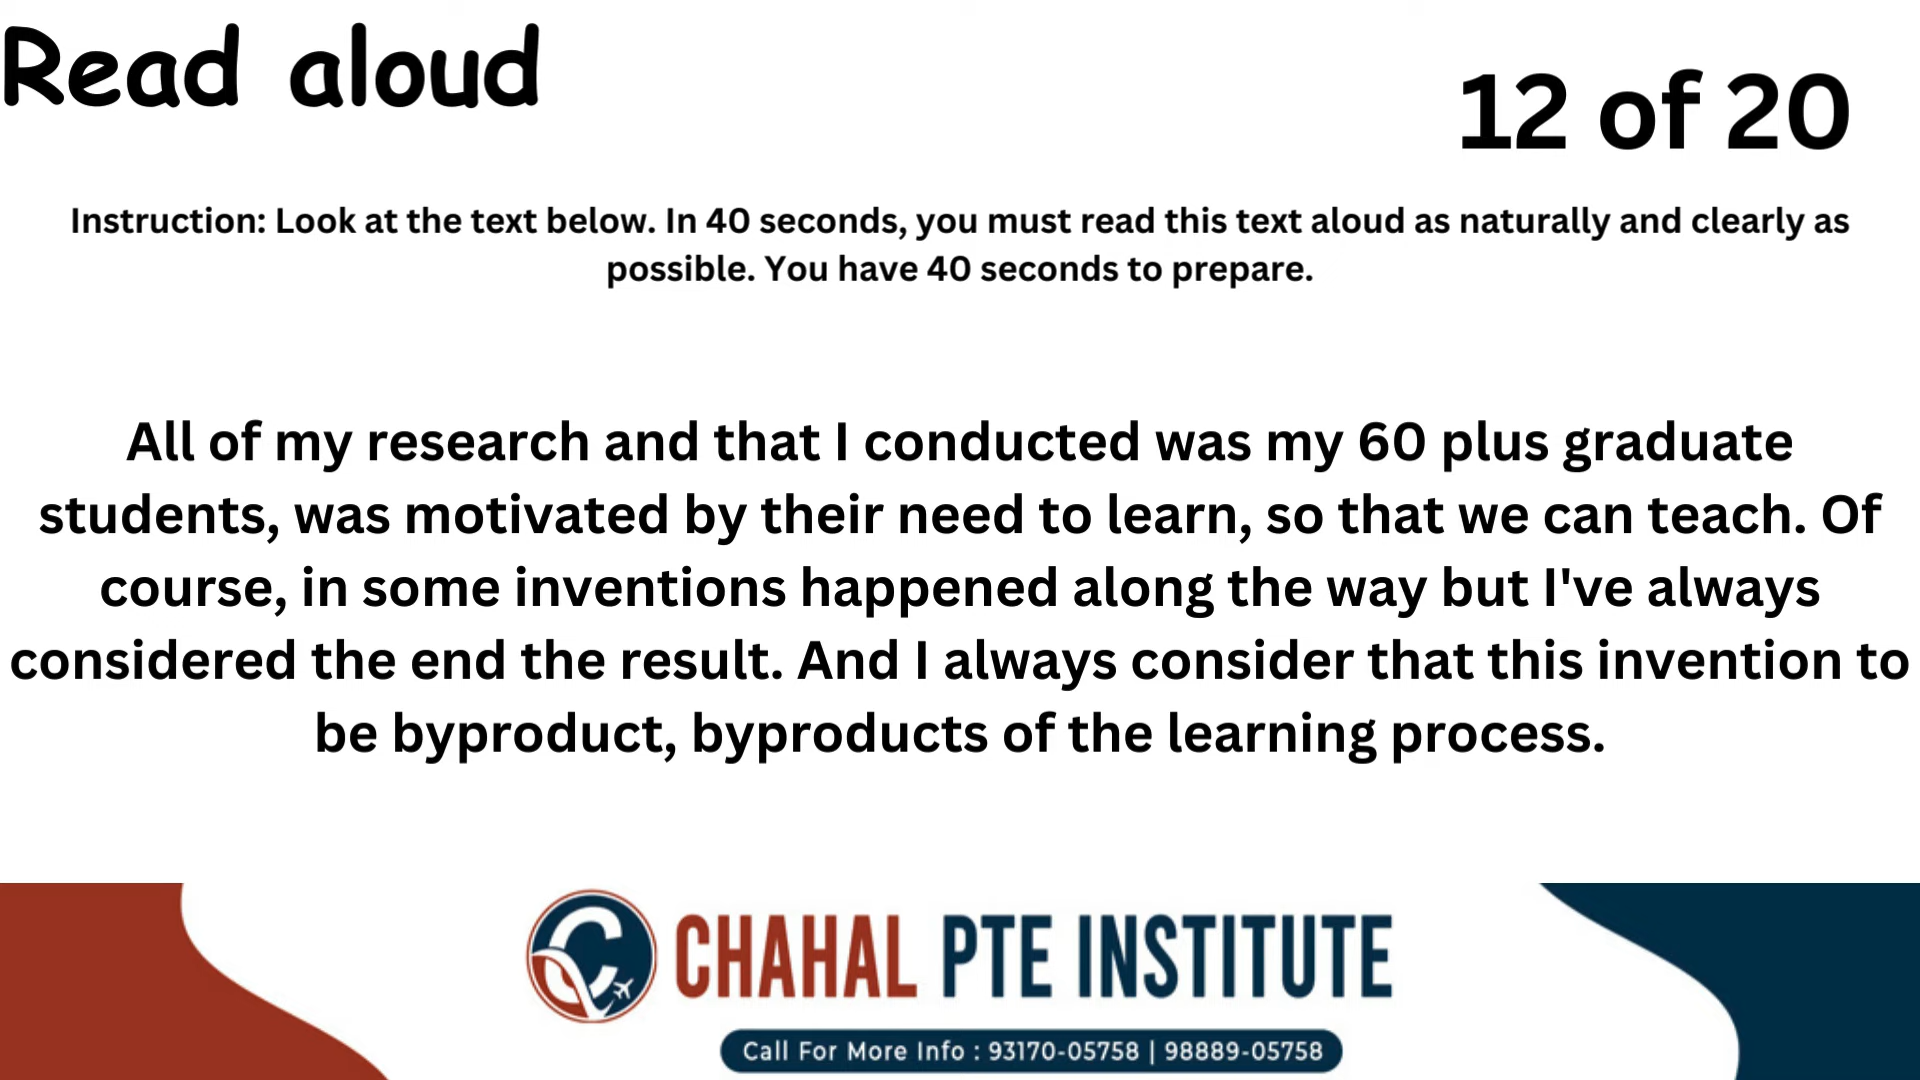 Read aloud
12 of 20
Instruction: Look at the text below. In 40 seconds, you must read this text aloud as naturally and clearly as
possible. You have 40 seconds to prepare.
All of my research and that I conducted was my 60 plus graduate
students, was motivated by their need to learn, so that we can teach. Of
course, in some inventions happened along the way but I've always
considered the end the result. And I always consider that this invention to
be byproduct, byproducts of the learning process.
CHAHAL PTE INSTITUTE
Call For More Info : 93170-05758 | 98889-05758